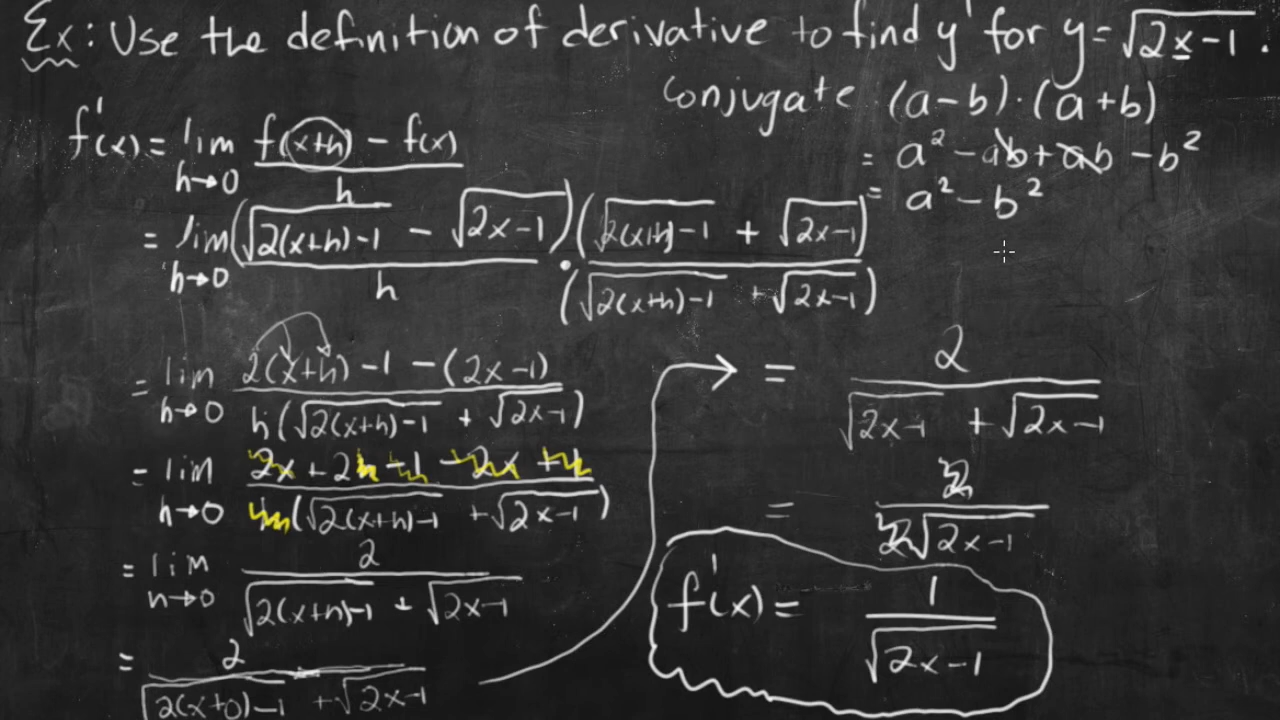 Ex: Use the definition of derivative to find y' for y = √(2x-1).
Conjugate (a-b)·(a+b)
= a² - ab + ab - b²
= a² - b²
f'(x) = lim h→0 (f(x+h) - f(x)) / h
= lim h→0 (√(2(x+h)-1) - √(2x-1)) / h · (√(2(x+h)-1) + √(2x-1)) / (√(2(x+h)-1) + √(2x-1))
= lim h→0 (2(x+h) - 1 - (2x-1)) / (h(√(2(x+h)-1) + √(2x-1)))
= lim h→0 (2x + 2h - 1 - 2x + 1) / (h(√(2(x+h)-1) + √(2x-1)))
= lim h→0 2 / (√(2(x+h)-1) + √(2x-1))
= 2 / (√(2(x+0)-1) + √(2x-1))
= 2 / (√(2x-1) + √(2x-1))
= 2 / (2√(2x-1))
f'(x) = 1 / √(2x-1)